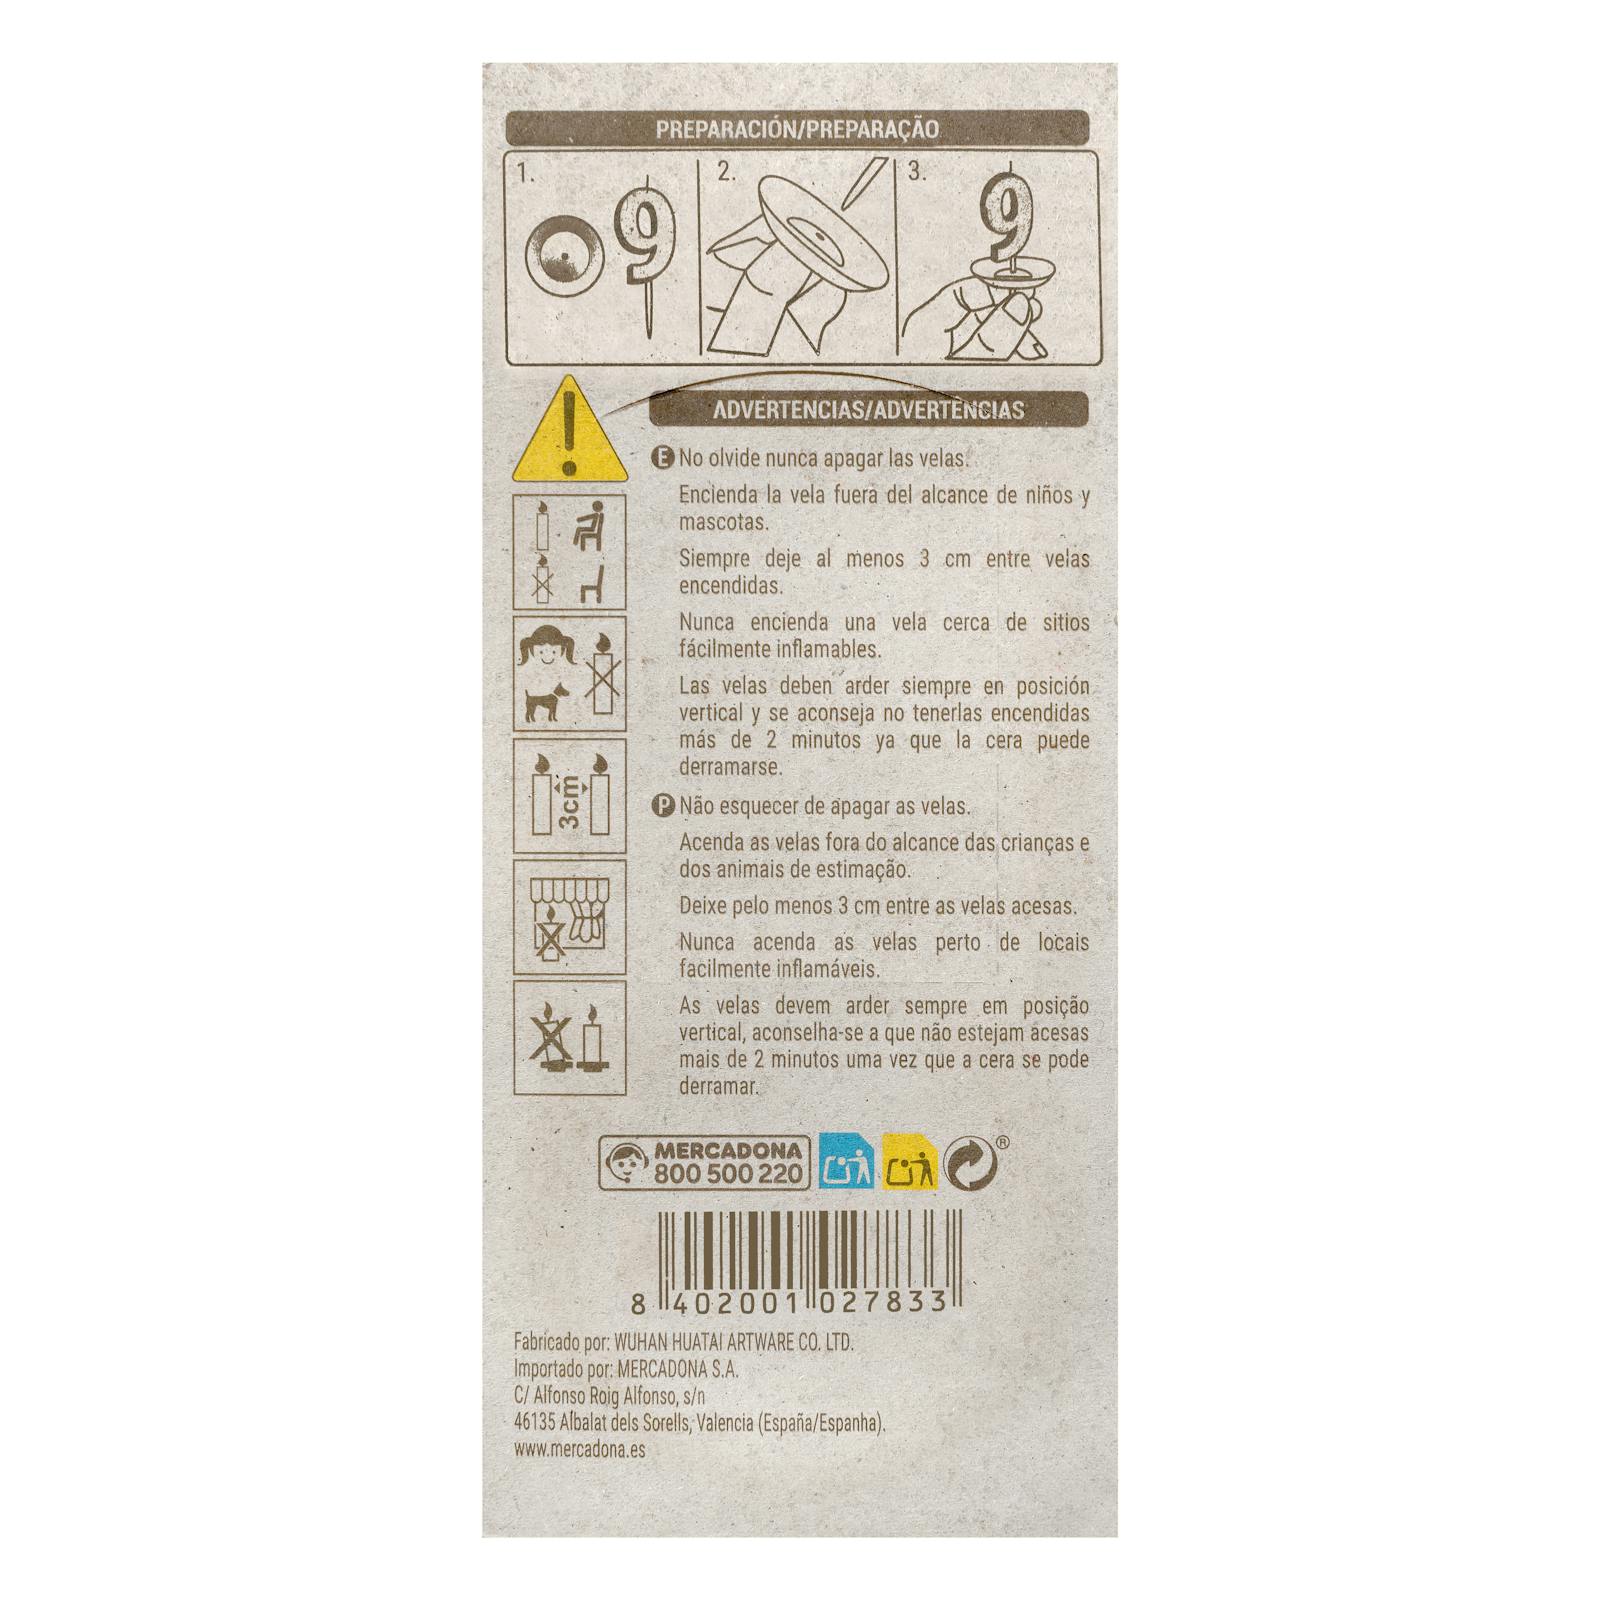 PREPARACIÓN/PREPARAÇÃO
1.
2.
3.
9
9
ADVERTENCIAS/ADVERTENCIAS
E No olvide nunca apagar las velas.
Encienda la vela fuera del alcance de niños y
mascotas.
Siempre deje al menos 3 cm entre velas
encendidas.
Nunca encienda una vela cerca de sitios
fácilmente inflamables.
Las velas deben arder siempre en posición
vertical y se aconseja no tenerlas encendidas
más de 2 minutos ya que la cera puede
derramarse.
3cm
P Não esquecer de apagar as velas.
Acenda as velas fora do alcance das crianças e
dos animais de estimação.
Deixe pelo menos 3 cm entre as velas acesas.
Nunca acenda as velas perto de locais
facilmente inflamáveis.
As velas devem arder sempre em posição
vertical, aconselha-se a que não estejam acesas
mais de 2 minutos uma vez que a cera se pode
derramar.
MERCADONA
800 500 220
®
8 402001 027833
Fabricado por: WUHAN HUATAI ARTWARE CO. LTD.
Importado por: MERCADONA S.A.
C/ Alfonso Roig Alfonso, s/n
46135 Albalat dels Sorells, Valencia (España/Espanha).
www.mercadona.es